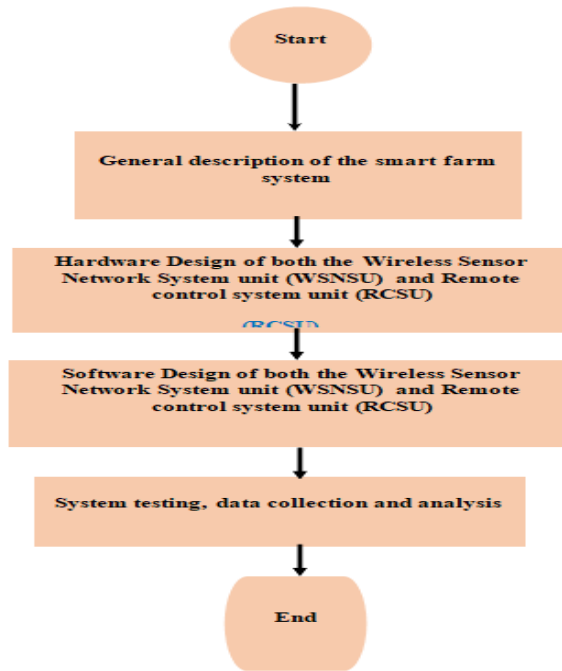 Start
General description of the smart farm
system
Hardware Design of both the Wireless Sensor
Network System unit (WSNSU) and Remote
control system unit (RCSU)
(RCSU)
Software Design of both the Wireless Sensor
Network System unit (WSNSU) and Remote
control system unit (RCSU)
System testing, data collection and analysis
End